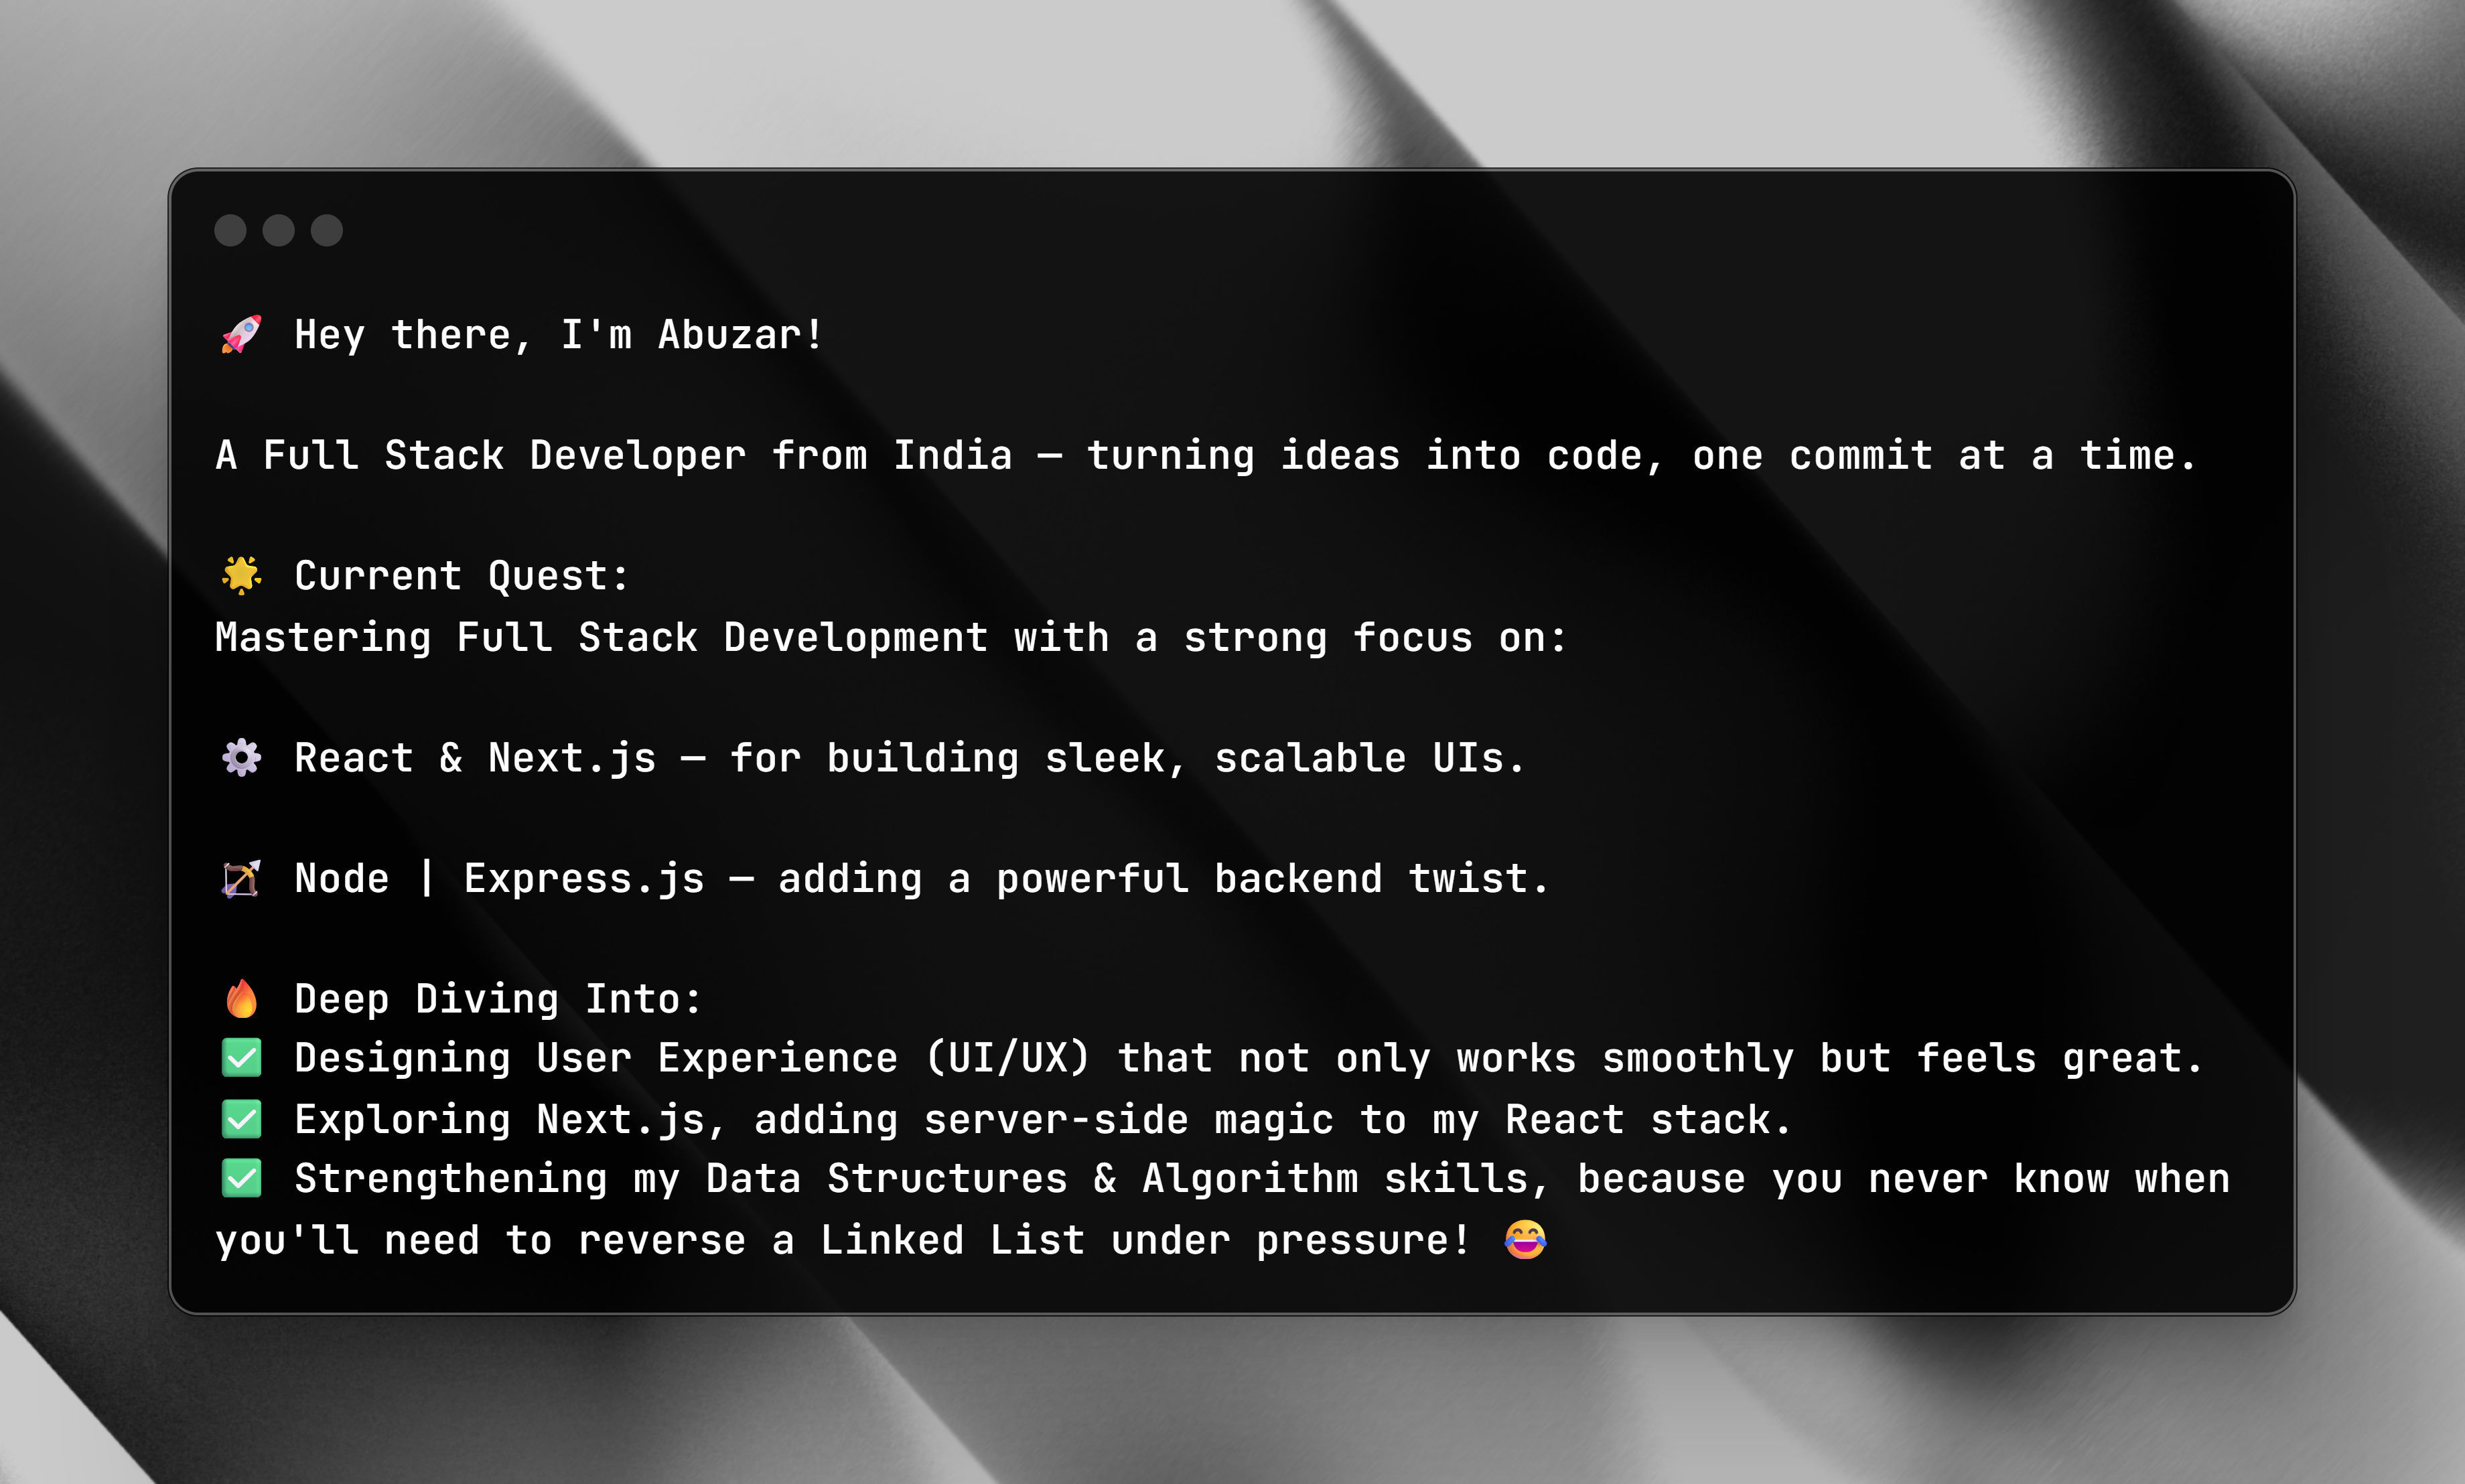 🚀 Hey there, I'm Abuzar!
A Full Stack Developer from India — turning ideas into code, one commit at a time.
🌟 Current Quest:
Mastering Full Stack Development with a strong focus on:
⚙️ React & Next.js — for building sleek, scalable UIs.
🏹 Node | Express.js — adding a powerful backend twist.
🔥 Deep Diving Into:
✅ Designing User Experience (UI/UX) that not only works smoothly but feels great.
✅ Exploring Next.js, adding server-side magic to my React stack.
✅ Strengthening my Data Structures & Algorithm skills, because you never know when
you'll need to reverse a Linked List under pressure! 😂